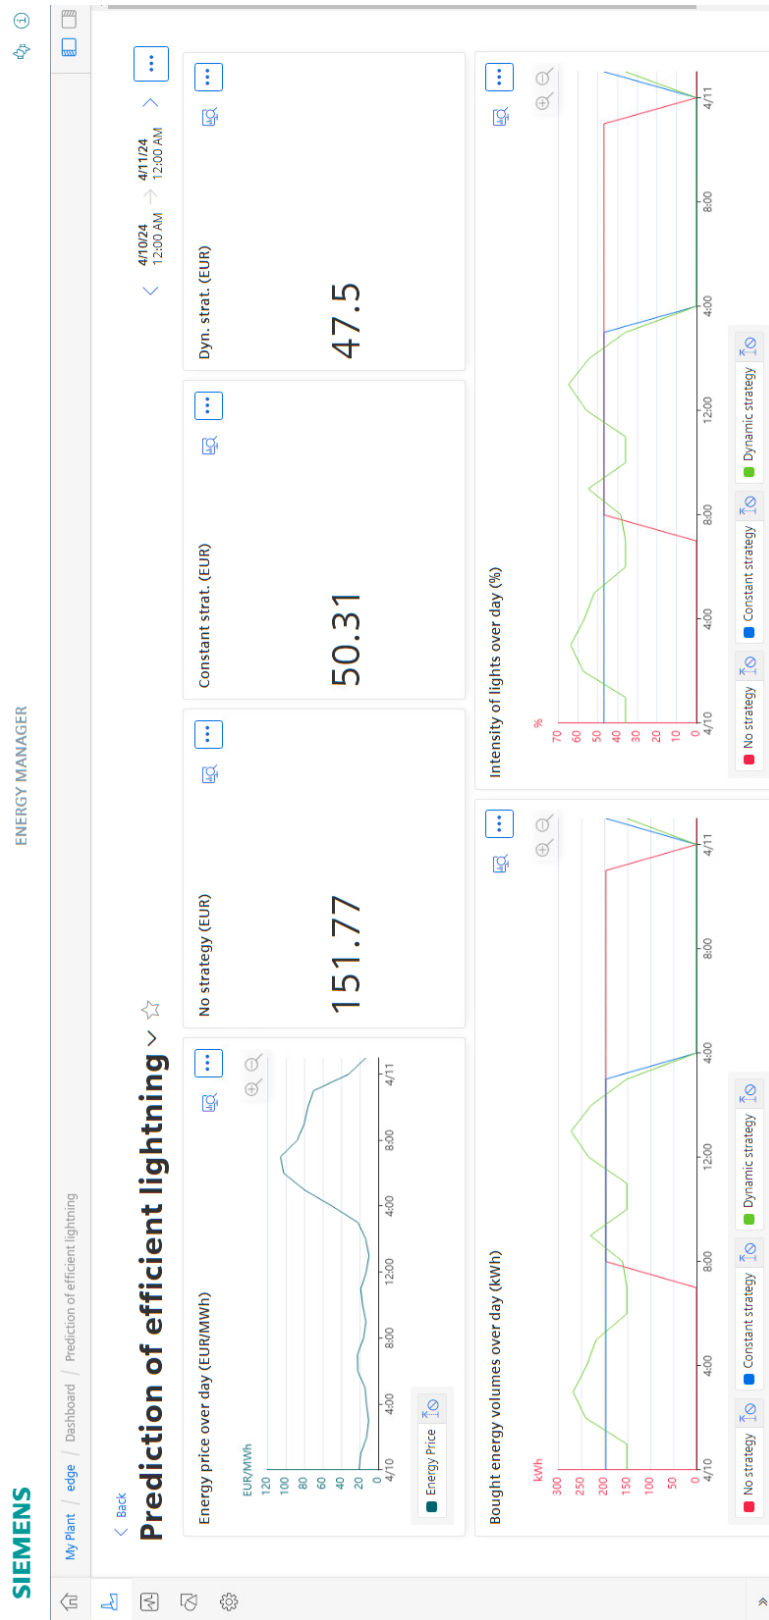 SIEMENS
ENERGY MANAGER
My Plant / edge / Dashboard / Prediction of efficient lightning
Back
Prediction of efficient lightning
4/10/24
12:00 AM
4/11/24
12:00 AM
Energy price over day (EUR/MWh)
EUR/MWh
120
100
80
60
40
20
0
4/10
4:00
8:00
12:00
4:00
8:00
4/11
Energy Price
No strategy (EUR)
151.77
Constant strat. (EUR)
50.31
Dyn. strat. (EUR)
47.5
Bought energy volumes over day (kWh)
kWh
300
250
200
150
100
50
0
4/10
4:00
8:00
12:00
4:00
8:00
4/11
No strategy
Constant strategy
Dynamic strategy
Intensity of lights over day (%)
%
70
60
50
40
30
20
10
0
4/10
4:00
8:00
12:00
4:00
8:00
4/11
No strategy
Constant strategy
Dynamic strategy